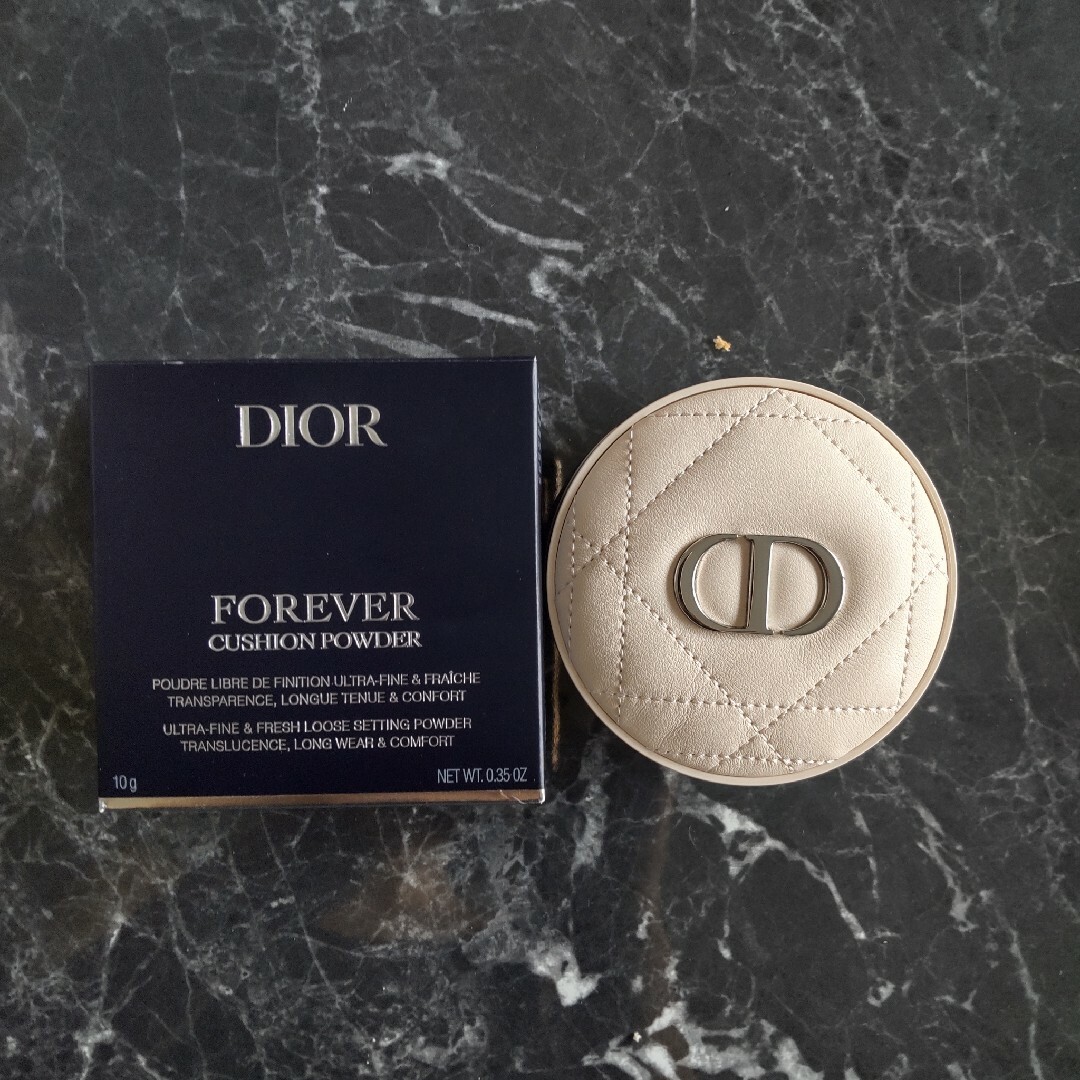 DIOR
FOREVER
CUSHION POWDER
POUDRE LIBRE DE FINITION ULTRA-FINE & FRAÎCHE
TRANSPARENCE, LONGUE TENUE & CONFORT
ULTRA-FINE & FRESH LOOSE SETTING POWDER
TRANSLUCENCE, LONG WEAR & COMFORT
10 g
NET WT. 0.35 OZ
CD